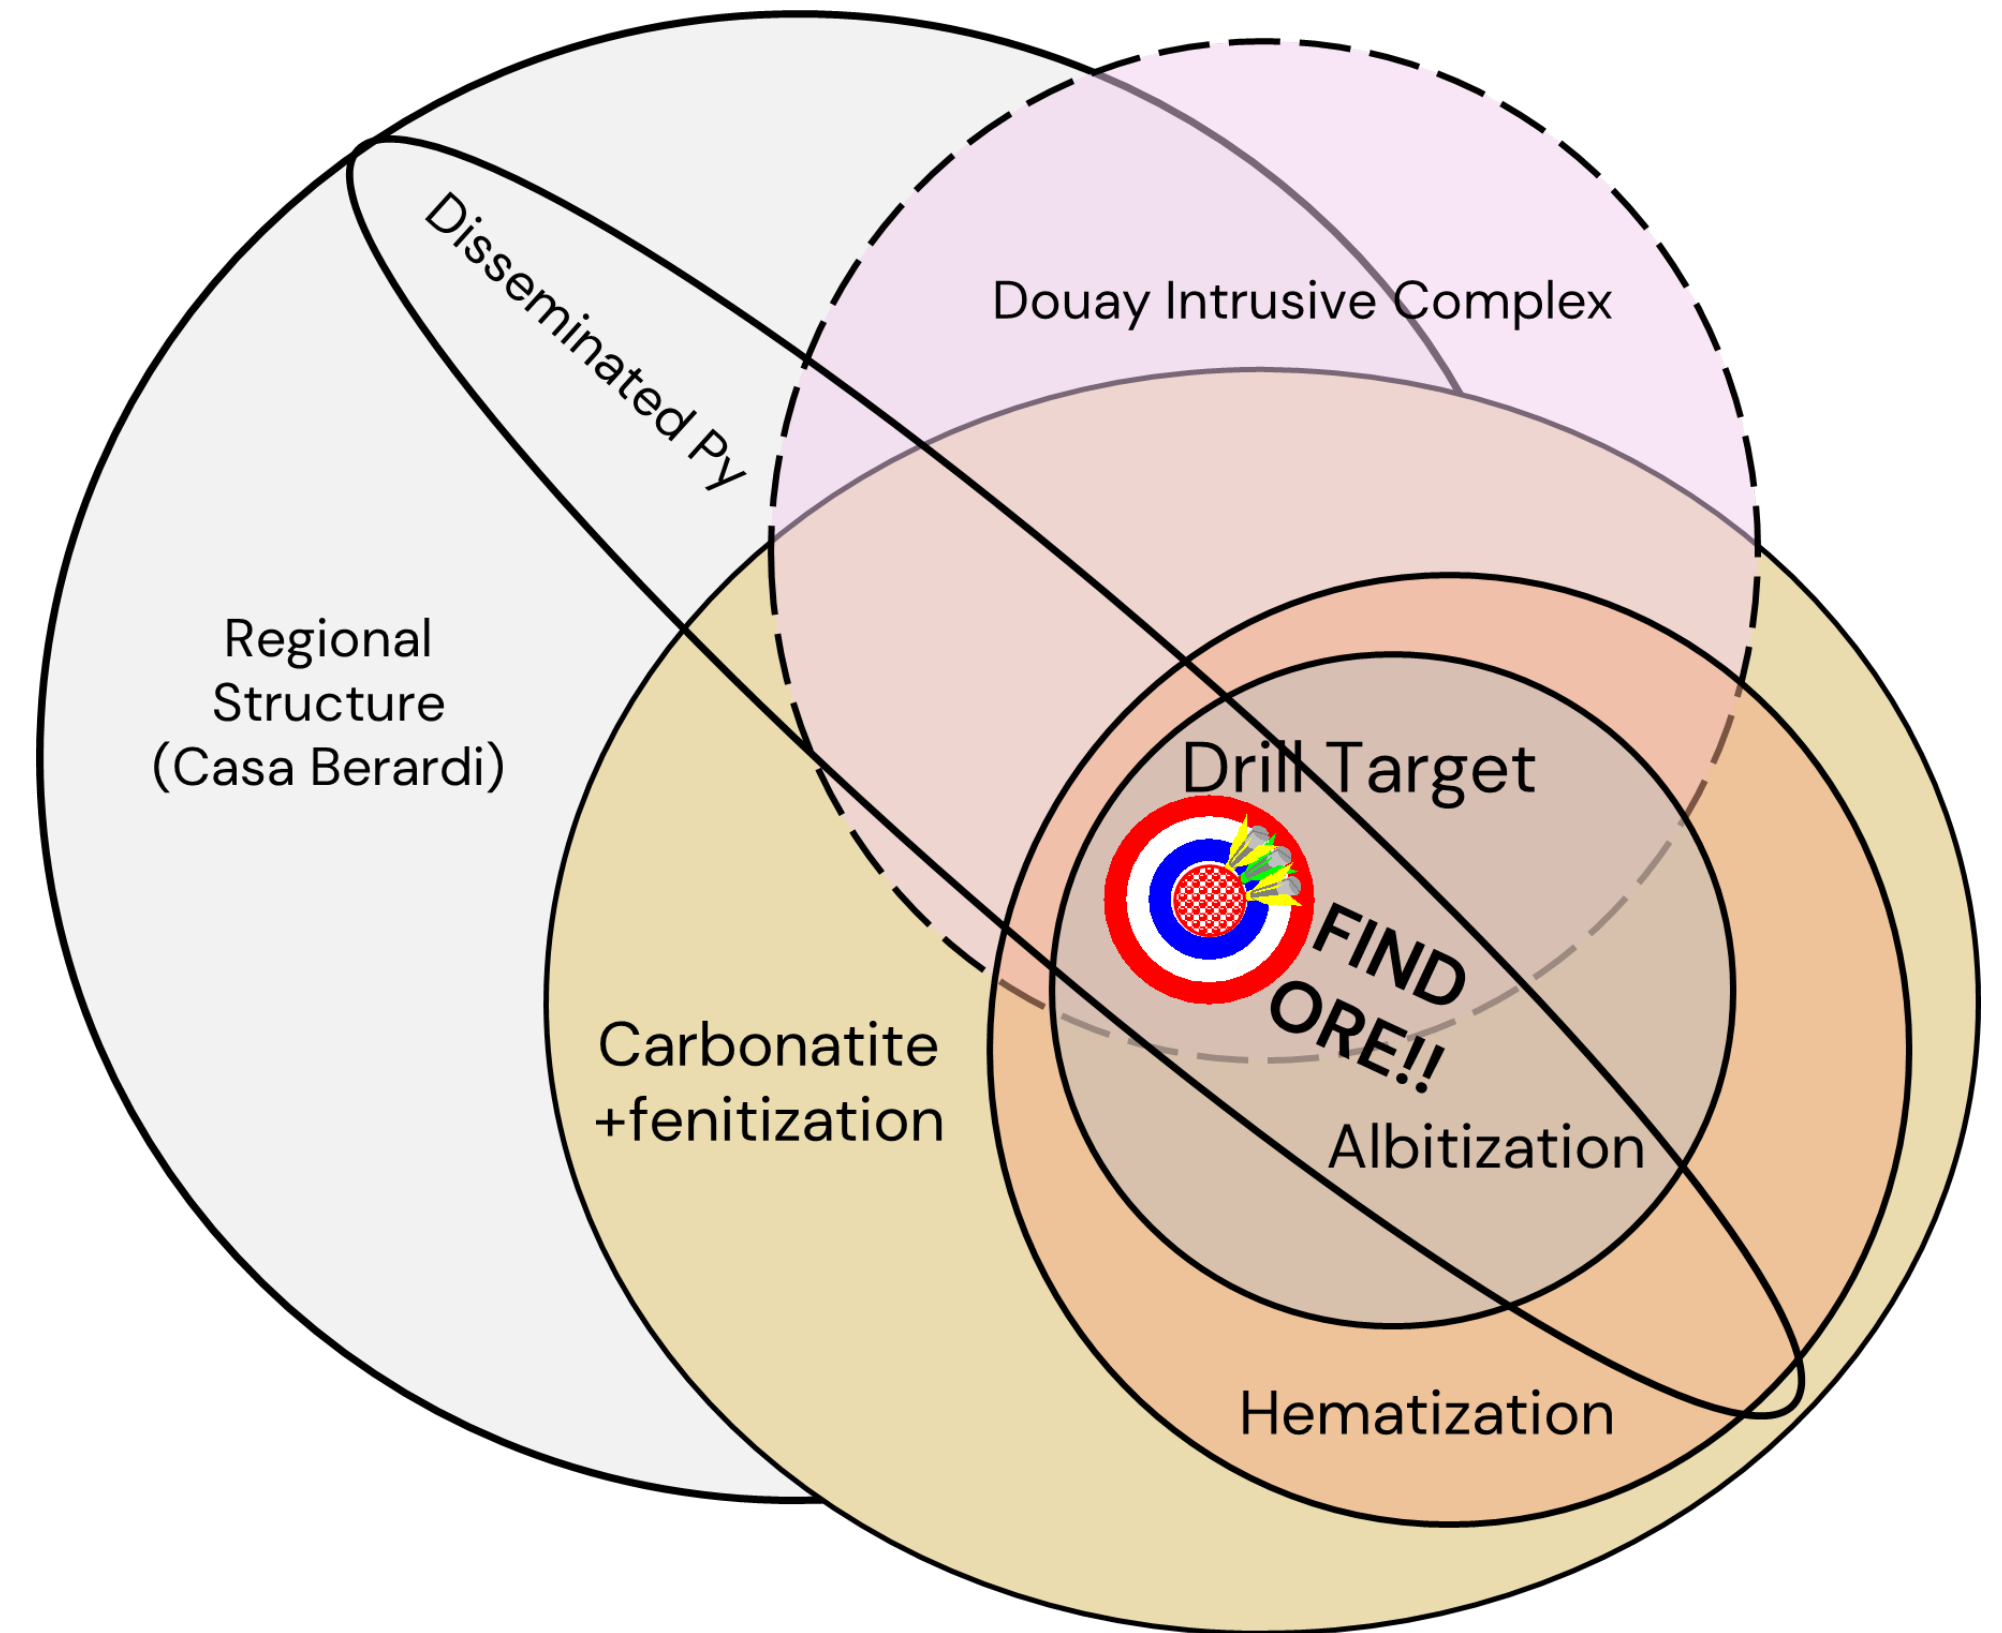 Disseminated Py
Douay Intrusive Complex
Regional
Structure
(Casa Berardi)
Drill Target
FIND
ORE!!
Carbonatite
+fenitization
Albitization
Hematization